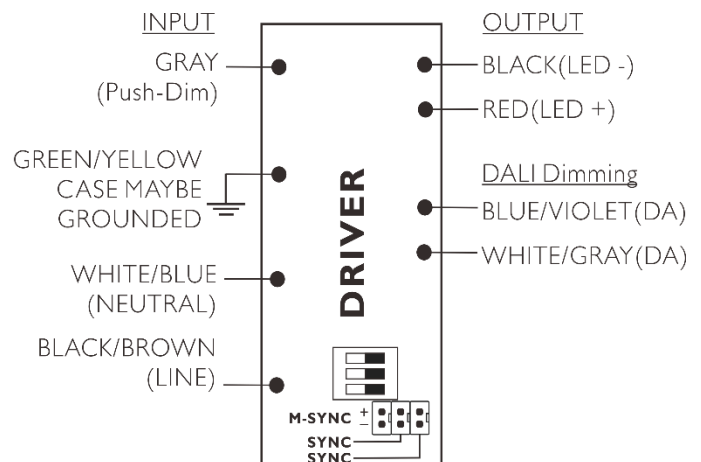 INPUT
GRAY
(Push-Dim)
GREEN/YELLOW
CASE MAYBE
GROUNDED
WHITE/BLUE
(NEUTRAL)
BLACK/BROWN
(LINE)
DRIVER
OUTPUT
BLACK(LED -)
RED(LED +)
DALI Dimming
BLUE/VIOLET(DA)
WHITE/GRAY(DA)
M-SYNC + −
SYNC
SYNC